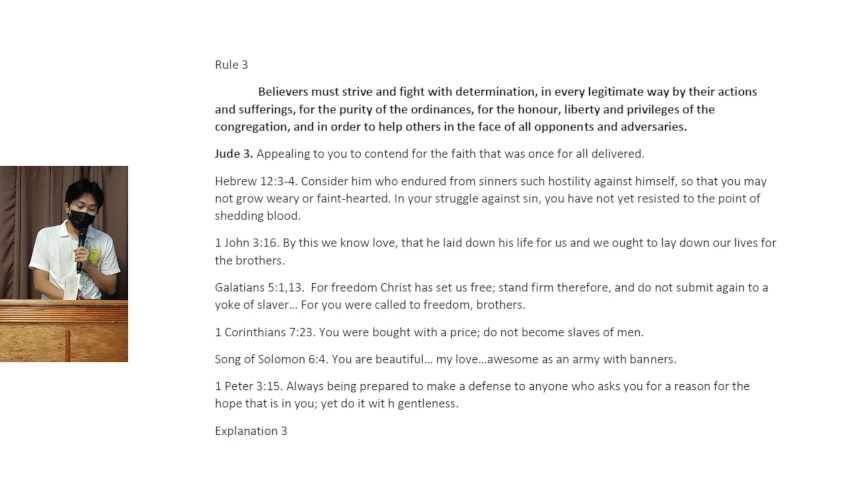 Rule 3
Believers must strive and fight with determination, in every legitimate way by their actions
and sufferings, for the purity of the ordinances, for the honour, liberty and privileges of the
congregation, and in order to help others in the face of all opponents and adversaries.
Jude 3. Appealing to you to contend for the faith that was once for all delivered.
Hebrew 12:3-4. Consider him who endured from sinners such hostility against himself, so that you may
not grow weary or faint-hearted. In your struggle against sin, you have not yet resisted to the point of
shedding blood.
1 John 3:16. By this we know love, that he laid down his life for us and we ought to lay down our lives for
the brothers.
Galatians 5:1,13. For freedom Christ has set us free; stand firm therefore, and do not submit again to a
yoke of slaver... For you were called to freedom, brothers.
1 Corinthians 7:23. You were bought with a price; do not become slaves of men.
Song of Solomon 6:4. You are beautiful... my love...awesome as an army with banners.
1 Peter 3:15. Always being prepared to make a defense to anyone who asks you for a reason for the
hope that is in you; yet do it wit h gentleness.
Explanation 3